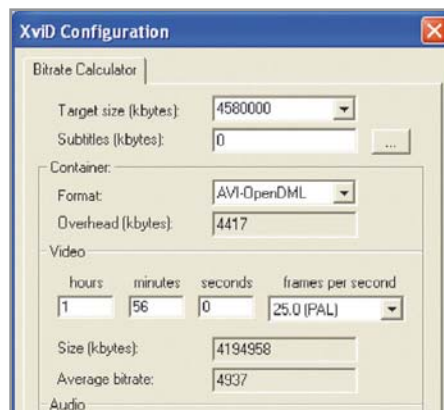 XviD Configuration
Bitrate Calculator
Target size (kbytes): 4580000
Subtitles (kbytes): 0 ...
Container:
Format: AVI-OpenDML
Overhead (kbytes): 4417
Video
hours minutes seconds frames per second
1 56 0 25.0 (PAL)
Size (kbytes): 4194958
Average bitrate: 4937
Audio